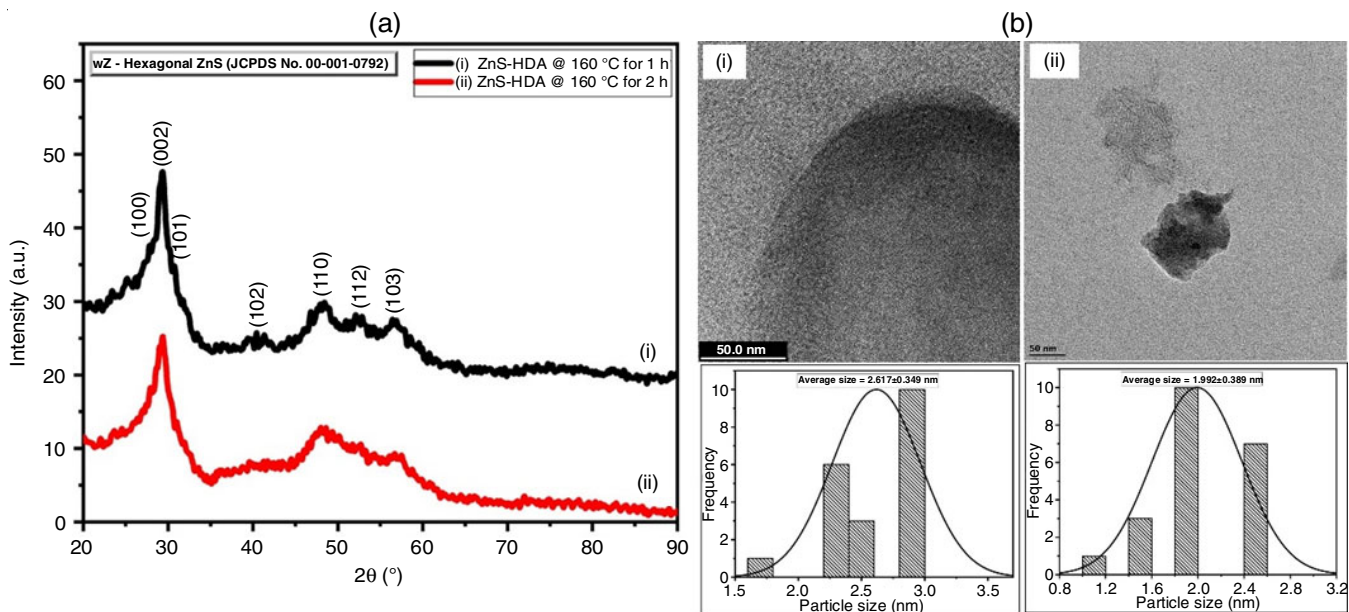 (a)
wZ - Hexagonal ZnS (JCPDS No. 00-001-0792)
(i) ZnS-HDA @ 160 °C for 1 h
(ii) ZnS-HDA @ 160 °C for 2 h
Intensity (a.u.)
60
50
40
30
20
10
0
(100)
(002)
(101)
(102)
(110)
(112)
(103)
(i)
(ii)
20 30 40 50 60 70 80 90
2θ (°)
(b)
(i)
50.0 nm
(ii)
50 nm
Average size = 2.617±0.349 nm
Frequency
10
8
6
4
2
0
1.5 2.0 2.5 3.0 3.5
Particle size (nm)
Average size = 1.992±0.389 nm
Frequency
10
8
6
4
2
0
0.8 1.2 1.6 2.0 2.4 2.8 3.2
Particle size (nm)